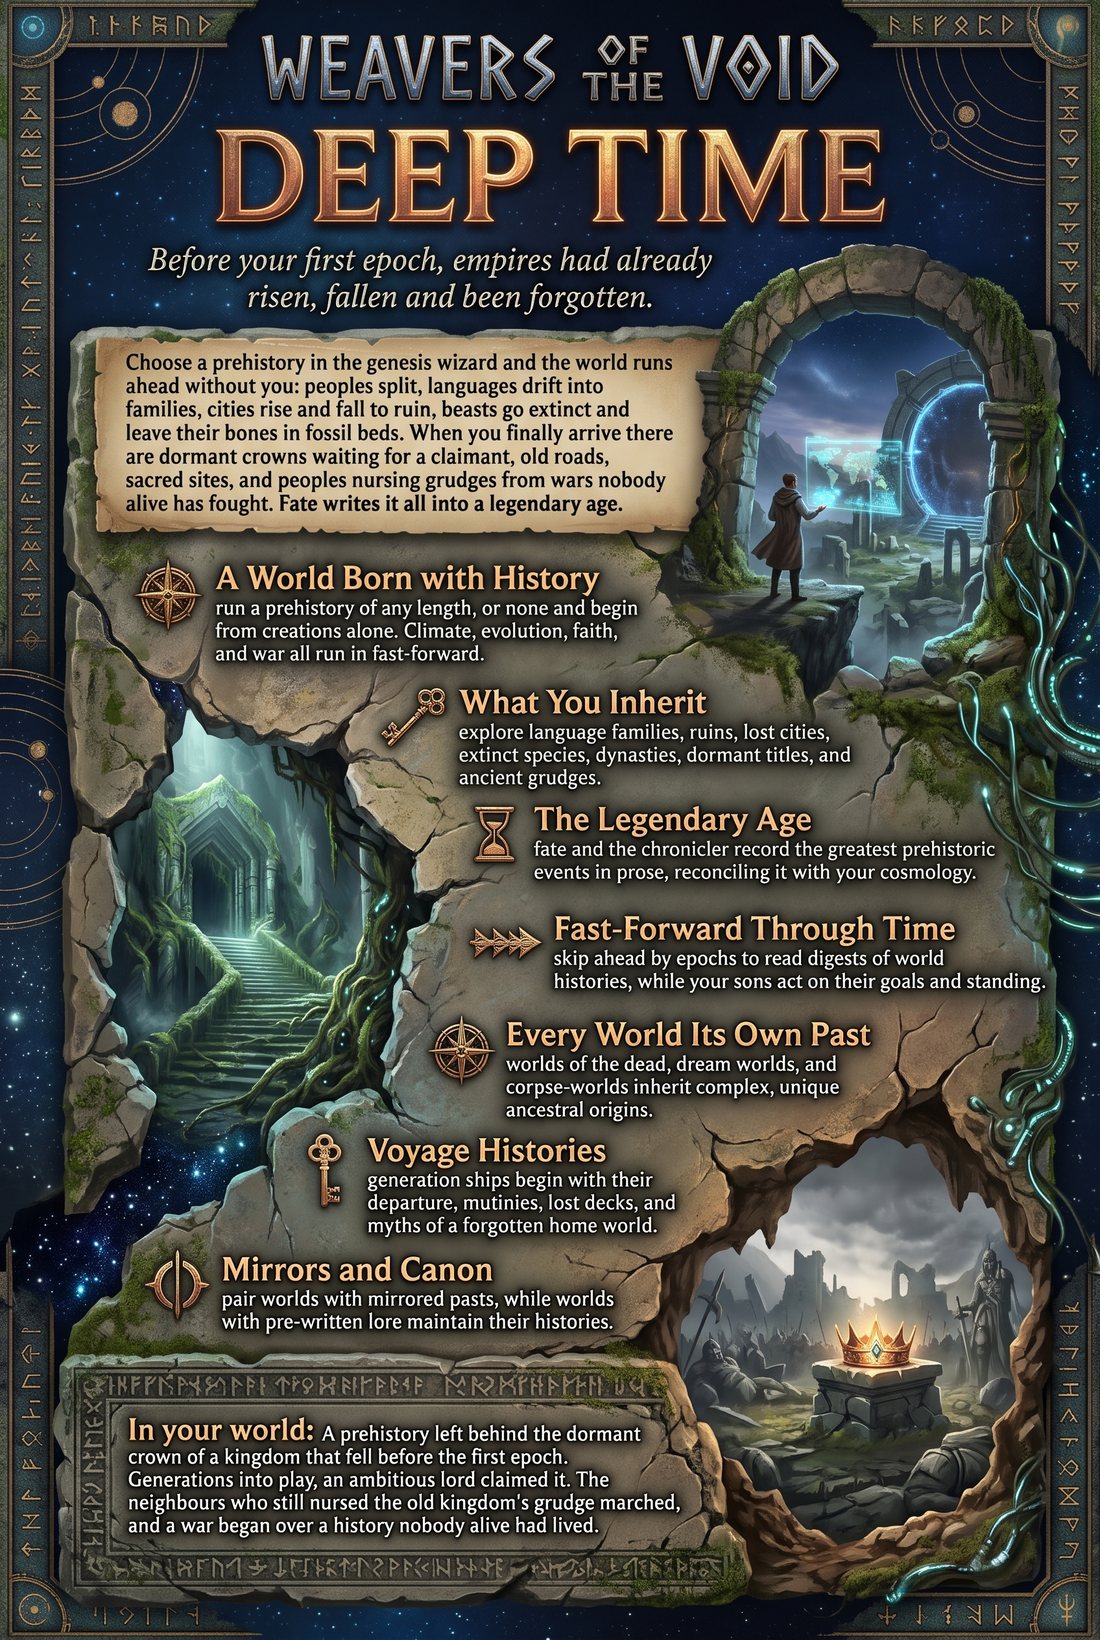 WEAVERS OF THE VOID
DEEP TIME
Before your first epoch, empires had already
risen, fallen and been forgotten.
Choose a prehistory in the genesis wizard and the world runs
ahead without you: peoples split, languages drift into
families, cities rise and fall to ruin, beasts go extinct and
leave their bones in fossil beds. When you finally arrive there
are dormant crowns waiting for a claimant, old roads,
sacred sites, and peoples nursing grudges from wars nobody
alive has fought. Fate writes it all into a legendary age.
A World Born with History
run a prehistory of any length, or none and begin
from creations alone. Climate, evolution, faith,
and war all run in fast-forward.
What You Inherit
explore language families, ruins, lost cities,
extinct species, dynasties, dormant titles, and
ancient grudges.
The Legendary Age
fate and the chronicler record the greatest prehistoric
events in prose, reconciling it with your cosmology.
Fast-Forward Through Time
skip ahead by epochs to read digests of world
histories, while your sons act on their goals and standing.
Every World Its Own Past
worlds of the dead, dream worlds, and
corpse-worlds inherit complex, unique
ancestral origins.
Voyage Histories
generation ships begin with their
departure, mutinies, lost decks, and
myths of a forgotten home world.
Mirrors and Canon
pair worlds with mirrored pasts, while worlds
with pre-written lore maintain their histories.
In your world: A prehistory left behind the dormant
crown of a kingdom that fell before the first epoch.
Generations into play, an ambitious lord claimed it. The
neighbours who still nursed the old kingdom's grudge marched,
and a war began over a history nobody alive had lived.